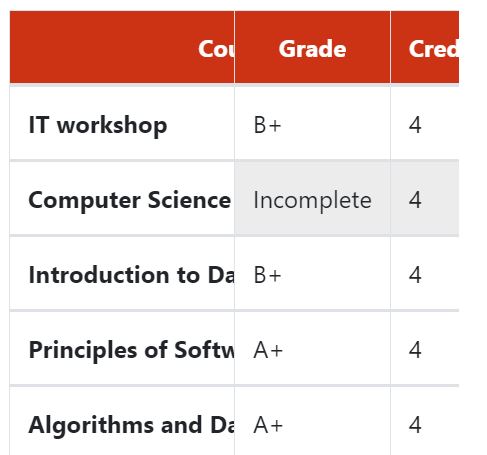 Cou Grade Cred
IT workshop B+ 4
Computer Science Incomplete 4
Introduction to Da B+ 4
Principles of Softw A+ 4
Algorithms and Da A+ 4